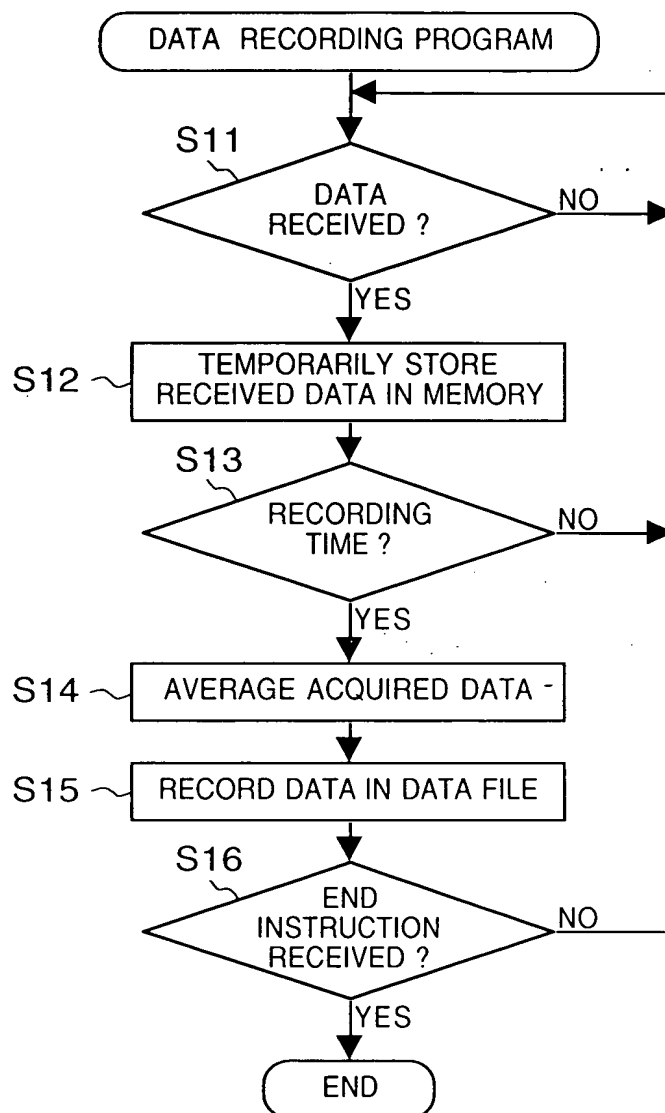 DATA RECORDING PROGRAM
S11
DATA
RECEIVED ?
NO
YES
S12
TEMPORARILY STORE
RECEIVED DATA IN MEMORY
S13
RECORDING
TIME ?
NO
YES
S14
AVERAGE ACQUIRED DATA
S15
RECORD DATA IN DATA FILE
S16
END
INSTRUCTION
RECEIVED ?
NO
YES
END